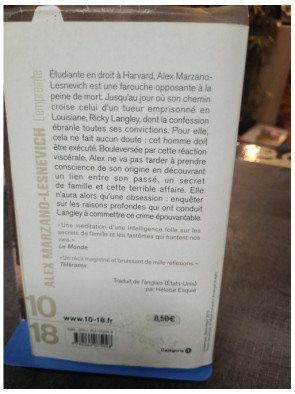 Étudiante en droit à Harvard, Alex Marzano-
Lesnevich est une farouche opposante à la
peine de mort. Jusqu'au jour où son chemin
croise celui d'un tueur emprisonné en
Louisiane, Ricky Langley, dont la confession
ébranle toutes ses convictions. Pour elle,
cela ne fait aucun doute : cet homme doit
être exécuté. Bouleversée par cette réaction
viscérale, Alex ne va pas tarder à prendre
conscience de son origine en découvrant
un lien entre son passé, un secret
de famille et cette terrible affaire. Elle
n'aura alors qu'une obsession : enquêter
sur les raisons profondes qui ont conduit
Langley à commettre ce crime épouvantable.
«Une méditation d'une intelligence folle sur les
secrets de famille et les fantômes qui hantent nos
vies.»
Le Monde
«Un récit magistral et bruissant de mille réflexions.»
Télérama
Traduit de l'anglais (États-Unis)
par Héloïse Esquié
ALEX MARZANO-LESNEVICH L'empreinte
10
18
www.10-18.fr
8,50€
Catégorie